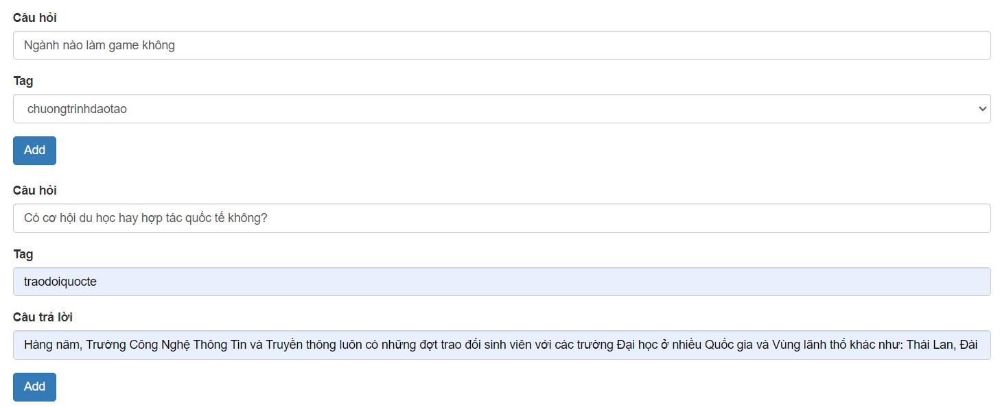 Câu hỏi
Ngành nào làm game không
Tag
chuongtrinhdaotao
Add
Câu hỏi
Có cơ hội du học hay hợp tác quốc tế không?
Tag
traodoiquocte
Câu trả lời
Hàng năm, Trường Công Nghệ Thông Tin và Truyền thông luôn có những đợt trao đổi sinh viên với các trường Đại học ở nhiều Quốc gia và Vùng lãnh thổ khác như: Thái Lan, Đài
Add